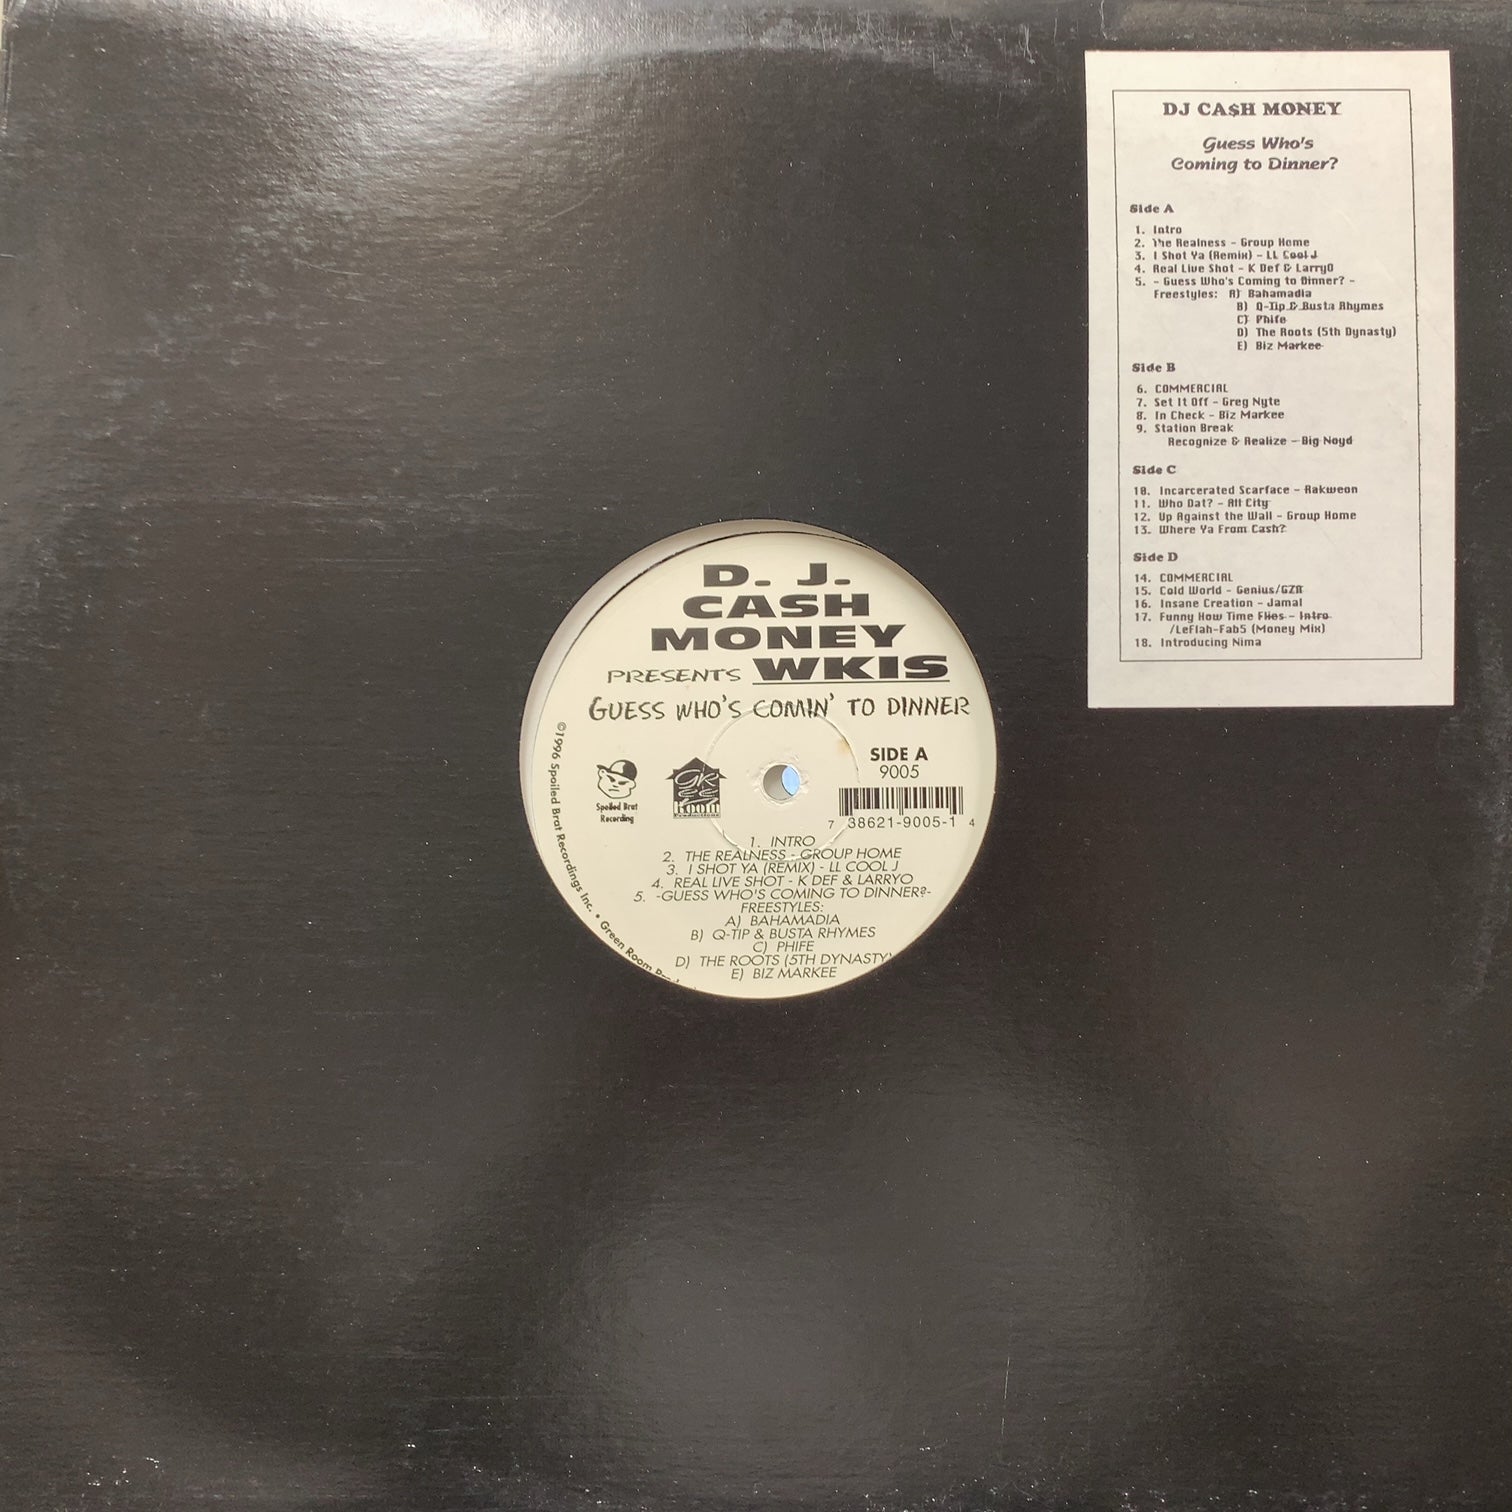 DJ CA$H MONEY
Guess Who's
Coming to Dinner?
Side A
1. Intro
2. The Realness - Group Home
3. I Shot Ya (Remix) - LL Cool J
4. Real Live Shot - K Def & LarryO
5. - Guess Who's Coming to Dinner? -
Freestyles: A) Bahamadia
B) Q-Tip & Busta Rhymes
C) Phife
D) The Roots (5th Dynasty)
E) Biz Markee
Side B
6. COMMERCIAL
7. Set It Off - Greg Nyte
8. In Check - Biz Markee
9. Station Break
Recognize & Realize - Big Noyd
Side C
10. Incarcerated Scarface - Rakweon
11. Who Dat? - All City
12. Up Against the Wall - Group Home
13. Where Ya From Cash?
Side D
14. COMMERCIAL
15. Cold World - Genius/GZA
16. Insane Creation - Jamal
17. Funny How Time Flies - Intro
/LeFlah-Fab5 (Money Mix)
18. Introducing Nima
D. J.
CASH
MONEY
PRESENTS WKIS
GUESS WHO'S COMIN' TO DINNER
SIDE A
9005
7 38621-9005-1 4
Spoiled Brat
Recording
GREE
Room
Productions
1. INTRO
2. THE REALNESS - GROUP HOME
3. I SHOT YA (REMIX) - LL COOL J
4. REAL LIVE SHOT - K DEF & LARRYO
5. -GUESS WHO'S COMING TO DINNER?-
FREESTYLES:
A) BAHAMADIA
B) Q-TIP & BUSTA RHYMES
C) PHIFE
D) THE ROOTS (5TH DYNASTY)
E) BIZ MARKEE
©1996 Spoiled Brat Recordings Inc. • Green Room